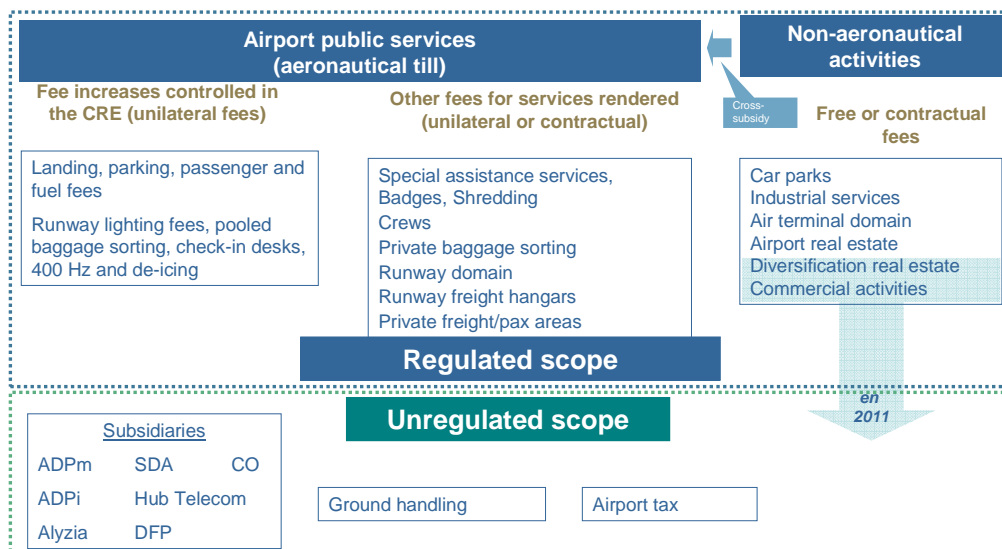 Airport public services
(aeronautical till)
Non-aeronautical
activities
Cross-
subsidy
Fee increases controlled in
the CRE (unilateral fees)
Other fees for services rendered
(unilateral or contractual)
Free or contractual
fees
Landing, parking, passenger and
fuel fees
Runway lighting fees, pooled
baggage sorting, check-in desks,
400 Hz and de-icing
Special assistance services,
Badges, Shredding
Crews
Private baggage sorting
Runway domain
Runway freight hangars
Private freight/pax areas
Car parks
Industrial services
Air terminal domain
Airport real estate
Diversification real estate
Commercial activities
Regulated scope
en
2011
Unregulated scope
Subsidiaries
ADPm SDA CO
ADPi Hub Telecom
Alyzia DFP
Ground handling
Airport tax